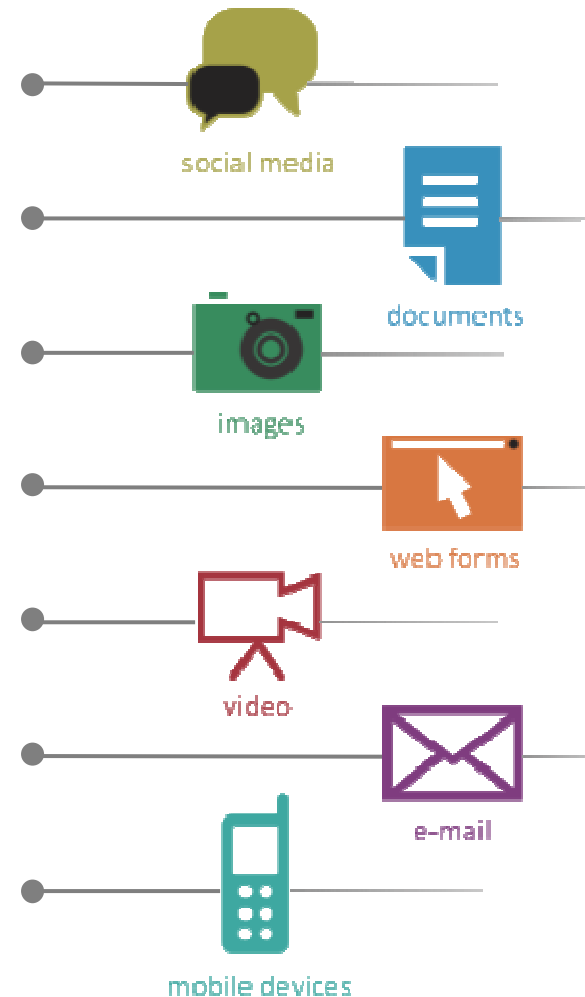 social media
documents
images
web forms
video
e-mail
mobile devices